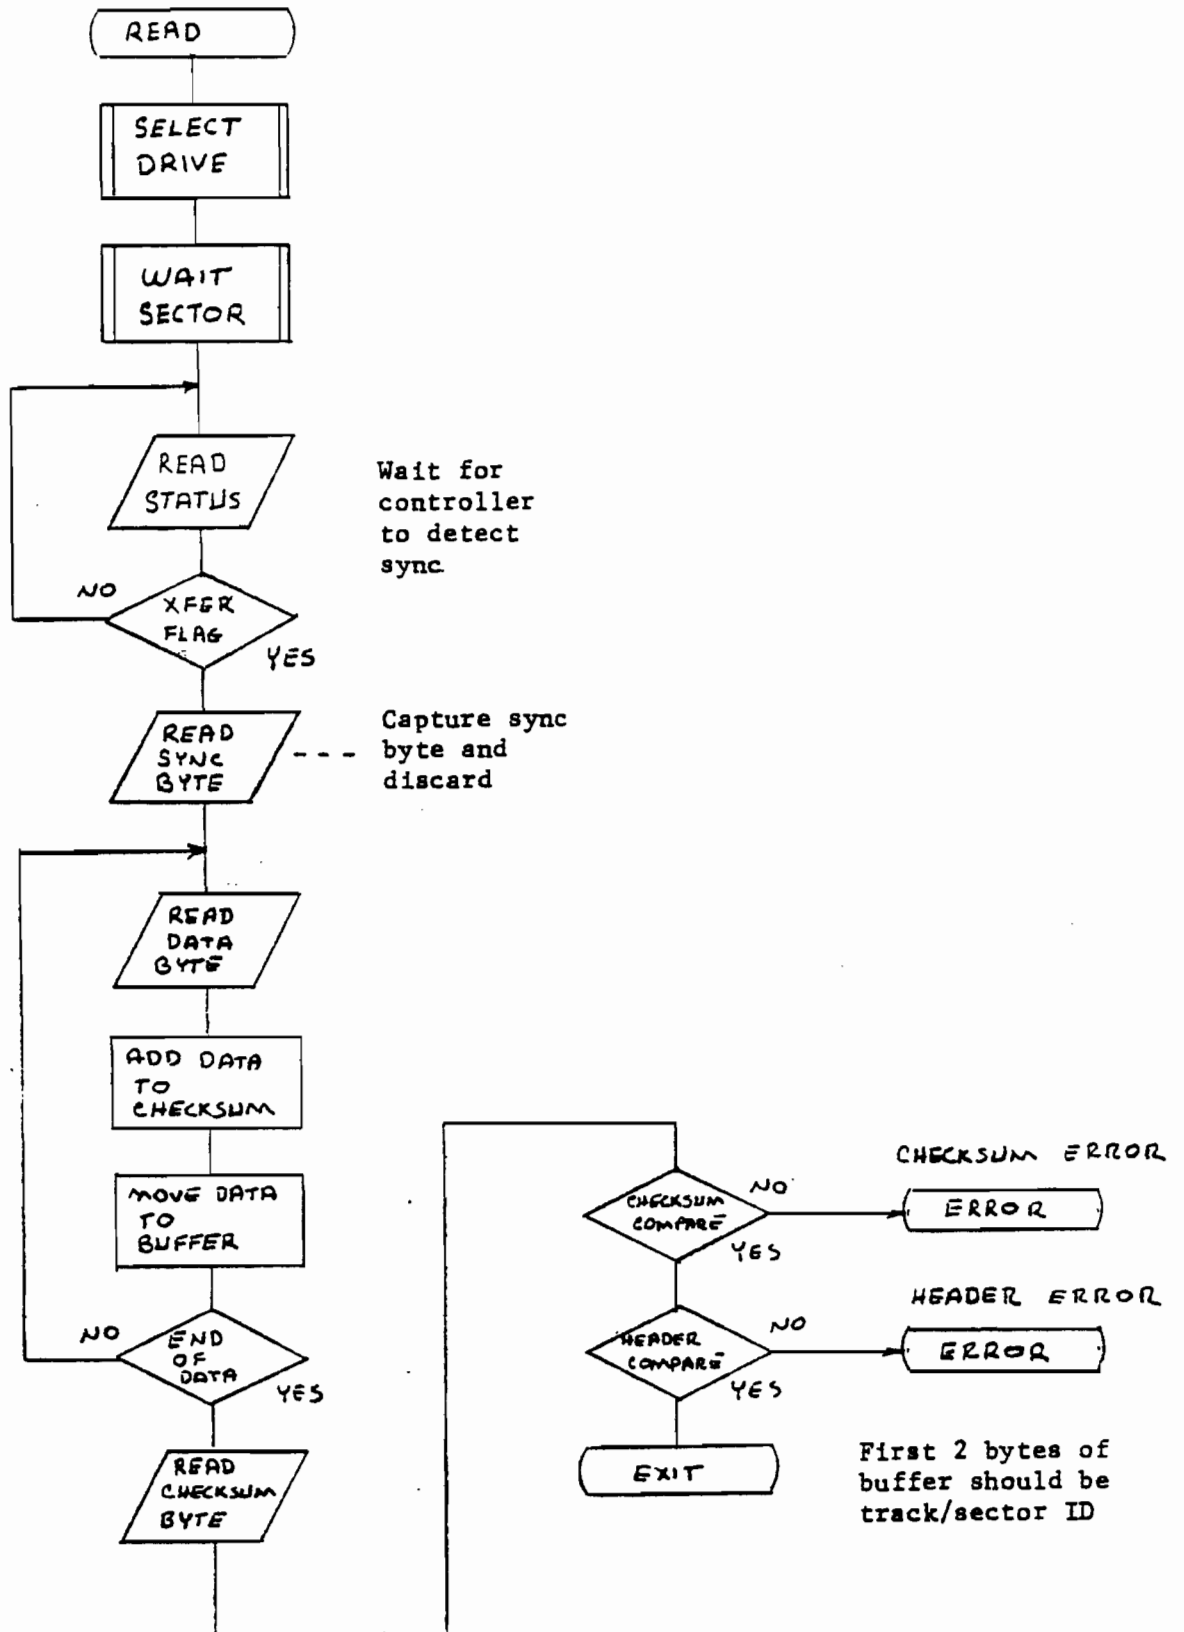 READ
SELECT
DRIVE
WAIT
SECTOR
READ
STATUS
Wait for
controller
to detect
sync
NO
XFER
FLAG
YES
READ
SYNC
BYTE
Capture sync
byte and
discard
READ
DATA
BYTE
ADD DATA
TO
CHECKSUM
MOVE DATA
TO
BUFFER
NO
END
OF
DATA
YES
READ
CHECKSUM
BYTE
CHECKSUM
COMPARE
NO
YES
CHECKSUM ERROR
ERROR
HEADER
COMPARE
NO
YES
HEADER ERROR
ERROR
EXIT
First 2 bytes of
buffer should be
track/sector ID